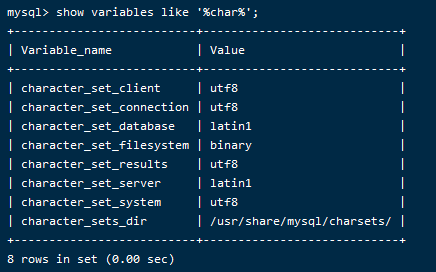 mysql> show variables like '%char%';
+--------------------------+----------------------------+
| Variable_name            | Value                      |
+--------------------------+----------------------------+
| character_set_client     | utf8                       |
| character_set_connection | utf8                       |
| character_set_database   | latin1                     |
| character_set_filesystem | binary                     |
| character_set_results    | utf8                       |
| character_set_server     | latin1                     |
| character_set_system     | utf8                       |
| character_sets_dir       | /usr/share/mysql/charsets/ |
+--------------------------+----------------------------+
8 rows in set (0.00 sec)